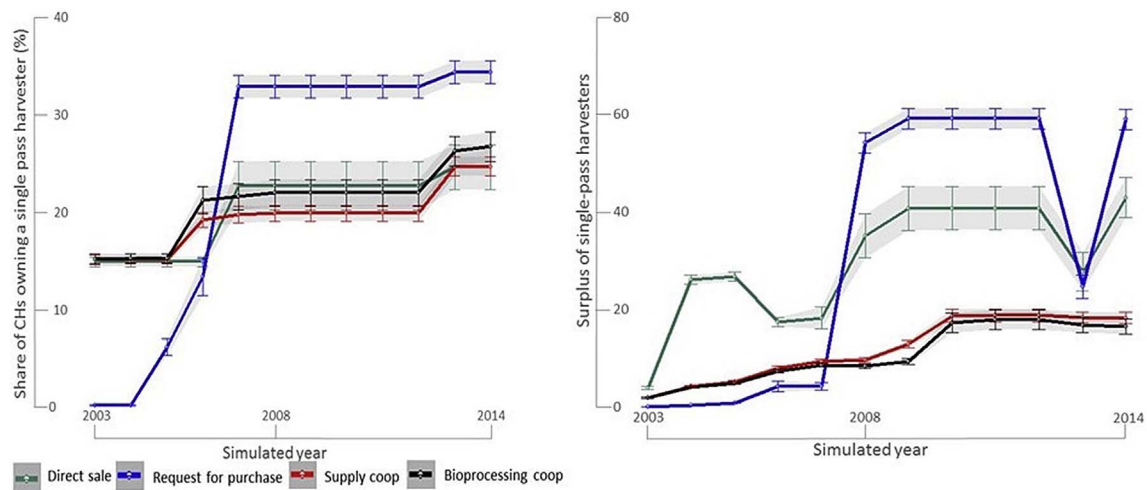 Share of CHs owning a single pass harvester (%)
40
30
20
10
0
2003
2008
2014
Simulated year
Surplus of single-pass harvesters
80
60
40
20
0
2003
2008
2014
Simulated year
Direct sale
Request for purchase
Supply coop
Bioprocessing coop